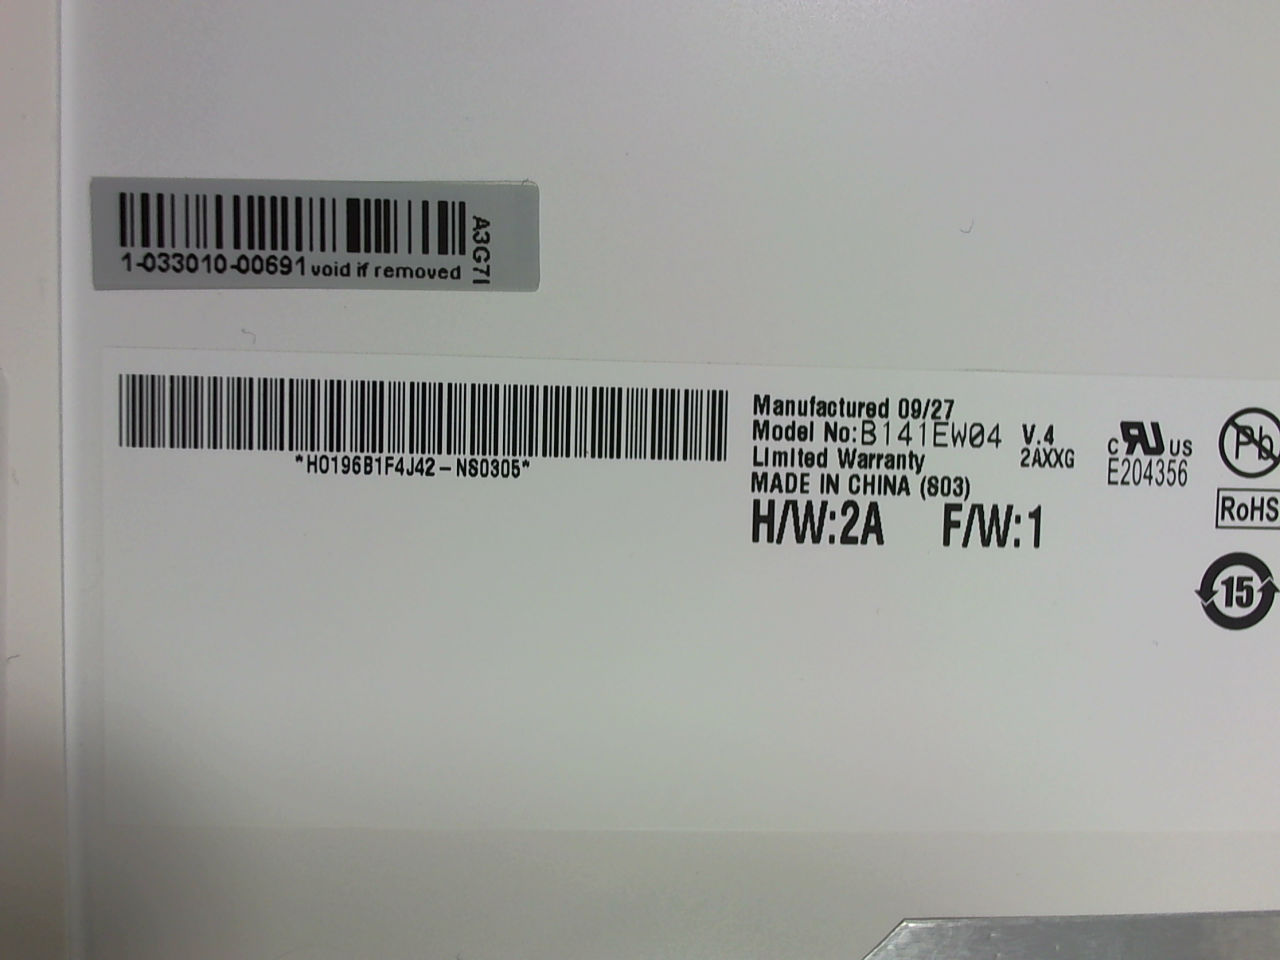 A3G7I
1-033010-00691 void if removed
*H0196B1F4J42-NS0305*
Manufactured 09/27
Model No: B141EW04 V.4
Limited Warranty 2AXXG
MADE IN CHINA (S03)
H/W:2A F/W:1
c UL US
E204356
Pb
RoHS
15